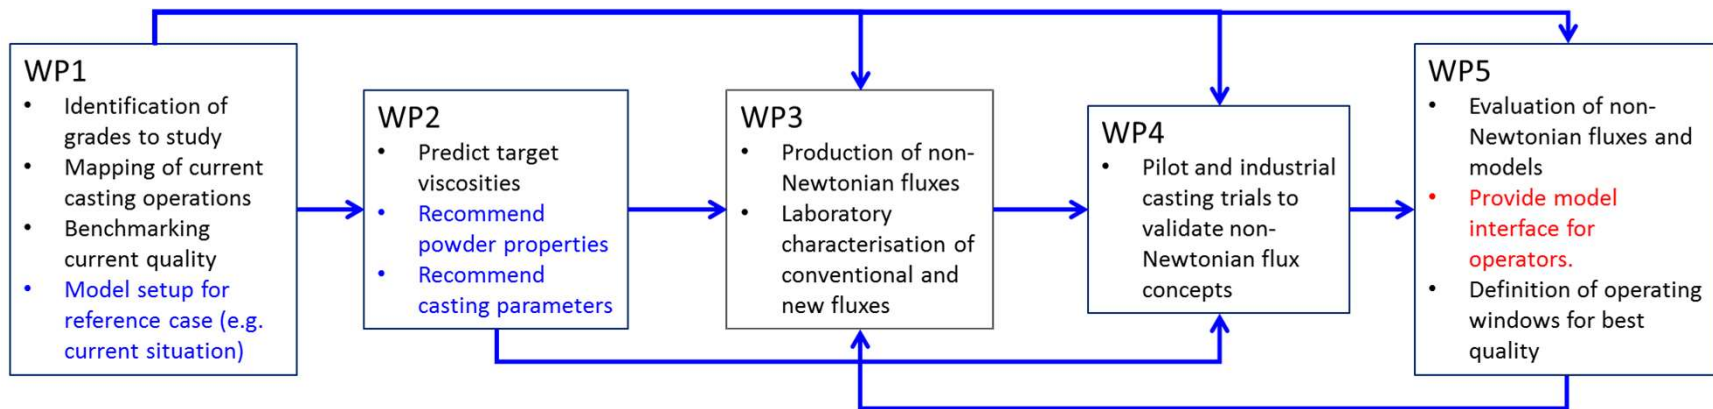 WP1
• Identification of
grades to study
• Mapping of current
casting operations
• Benchmarking
current quality
• Model setup for
reference case (e.g.
current situation)
WP2
• Predict target
viscosities
• Recommend
powder properties
• Recommend
casting parameters
WP3
• Production of non-
Newtonian fluxes
• Laboratory
characterisation of
conventional and
new fluxes
WP4
• Pilot and industrial
casting trials to
validate non-
Newtonian flux
concepts
WP5
• Evaluation of non-
Newtonian fluxes and
models
• Provide model
interface for
operators.
• Definition of operating
windows for best
quality